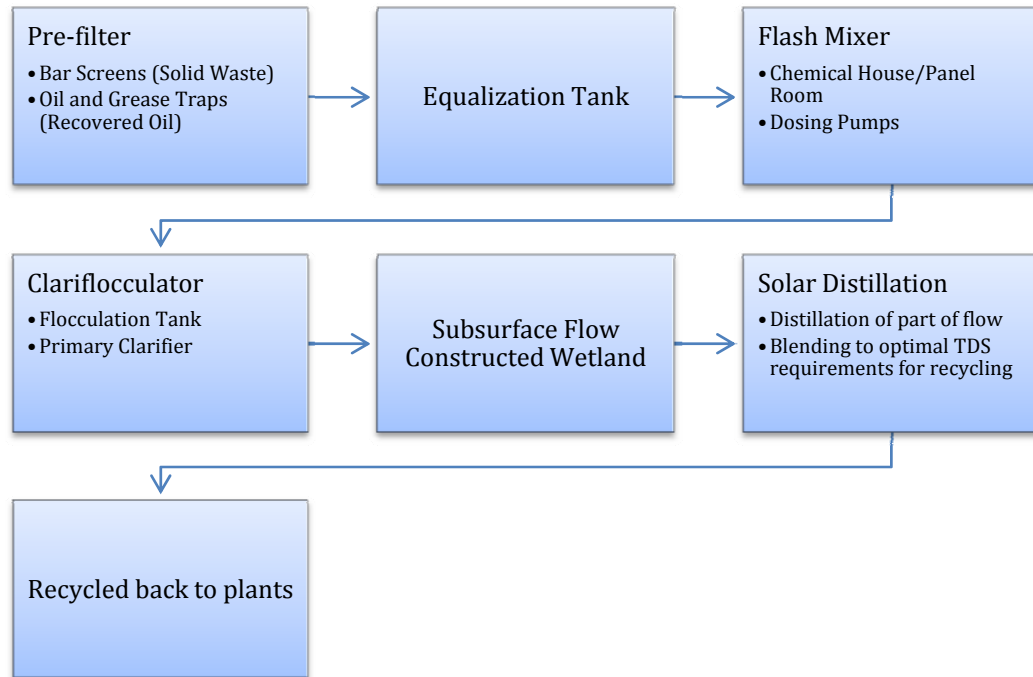 Pre-filter
• Bar Screens (Solid Waste)
• Oil and Grease Traps
(Recovered Oil)
Equalization Tank
Flash Mixer
• Chemical House/Panel
Room
• Dosing Pumps
Clariflocculator
• Flocculation Tank
• Primary Clarifier
Subsurface Flow
Constructed Wetland
Solar Distillation
• Distillation of part of flow
• Blending to optimal TDS
requirements for recycling
Recycled back to plants